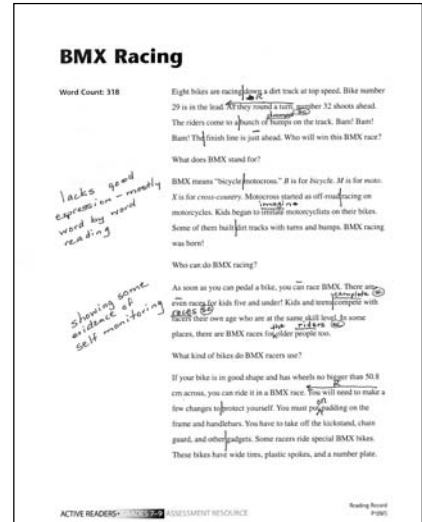 BMX Racing
Word Count: 318
Eight bikes are racing down a dirt track at top speed. Bike number
29 is in the lead. As they round a turn, number 32 shoots ahead.
The riders come to a bunch of bumps on the track. Bam! Bam!
Bam! The finish line is just ahead. Who will win this BMX race?
What does BMX stand for?
lacks good
expression - mostly
word by word
reading
BMX means "bicycle motocross." B is for bicycle. M is for moto.
X is for cross-country. Motocross started as off-road racing on
imagine
motorcycles. Kids began to imitate motorcyclists on their bikes.
Some of them built dirt tracks with turns and bumps. BMX racing
was born!
Who can do BMX racing?
showing some
evidence of
self monitoring
As soon as you can pedal a bike, you can race BMX. There are
complete
even races for kids five and under! Kids and teens compete with
races sc
racers their own age who are at the same skill level. In some
the riders sc
places, there are BMX races for older people too.
What kind of bikes do BMX racers use?
If your bike is in good shape and has wheels no bigger than 50.8
R
cm across, you can ride it in a BMX race. You will need to make a
few changes to protect yourself. You must put padding on the
on
frame and handlebars. You have to take off the kickstand, chain
guard, and other gadgets. Some racers ride special BMX bikes.
These bikes have wide tires, plastic spokes, and a number plate.
ACTIVE READERS • GRADES 7–9 ASSESSMENT RESOURCE
Reading Record